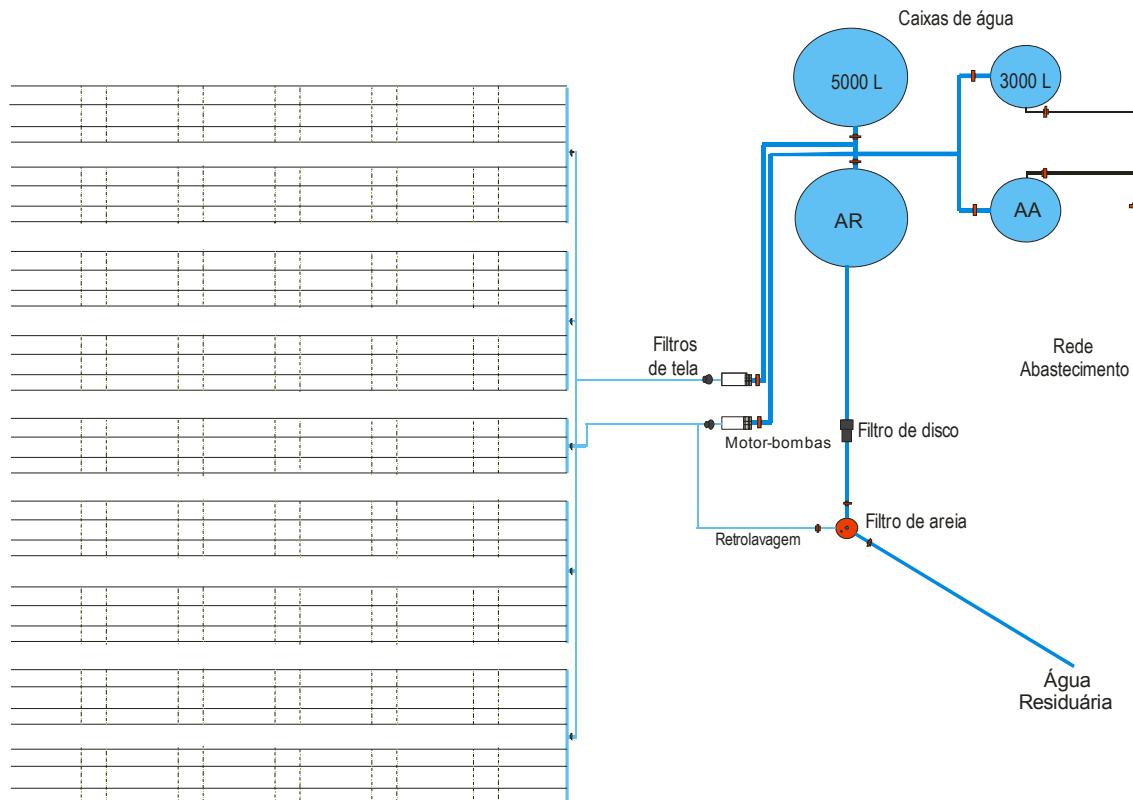 Caixas de água
5000 L
3000 L
AR
AA
Filtros
de tela
Rede
Abastecimento
Motor-bombas
Filtro de disco
Filtro de areia
Retrolavagem
Água
Residuária